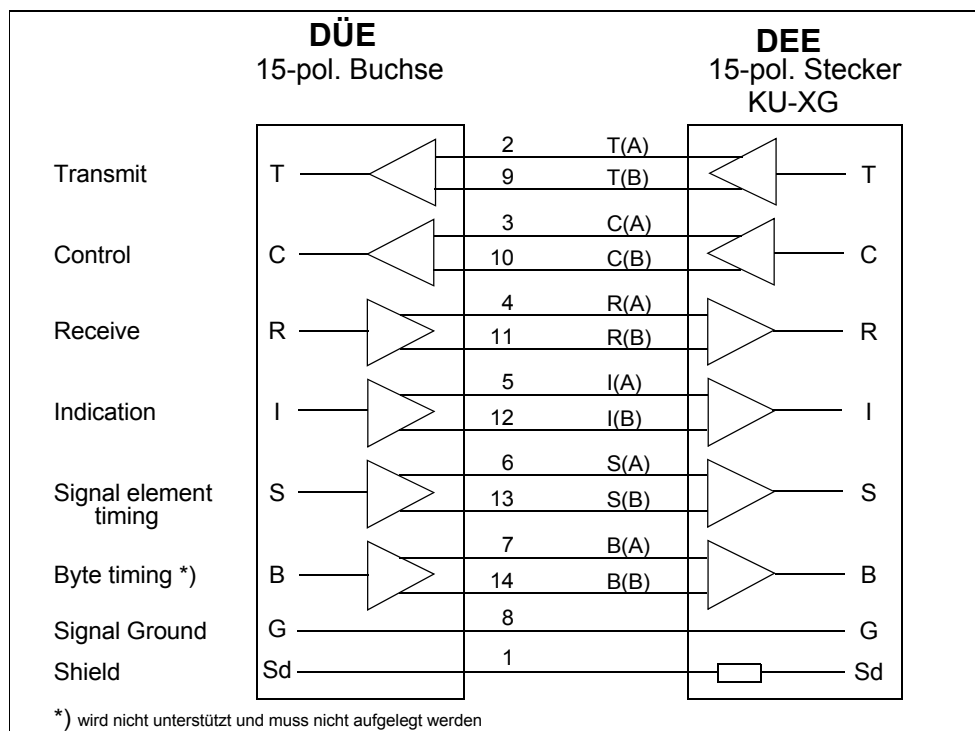 DÜE
15-pol. Buchse
DEE
15-pol. Stecker
KU-XG
Transmit T 2 T(A) T
9 T(B)
Control C 3 C(A) C
10 C(B)
Receive R 4 R(A) R
11 R(B)
Indication I 5 I(A) I
12 I(B)
Signal element
timing S 6 S(A) S
13 S(B)
Byte timing *) B 7 B(A) B
14 B(B)
Signal Ground G 8 G
Shield Sd 1 Sd
*) wird nicht unterstützt und muss nicht aufgelegt werden